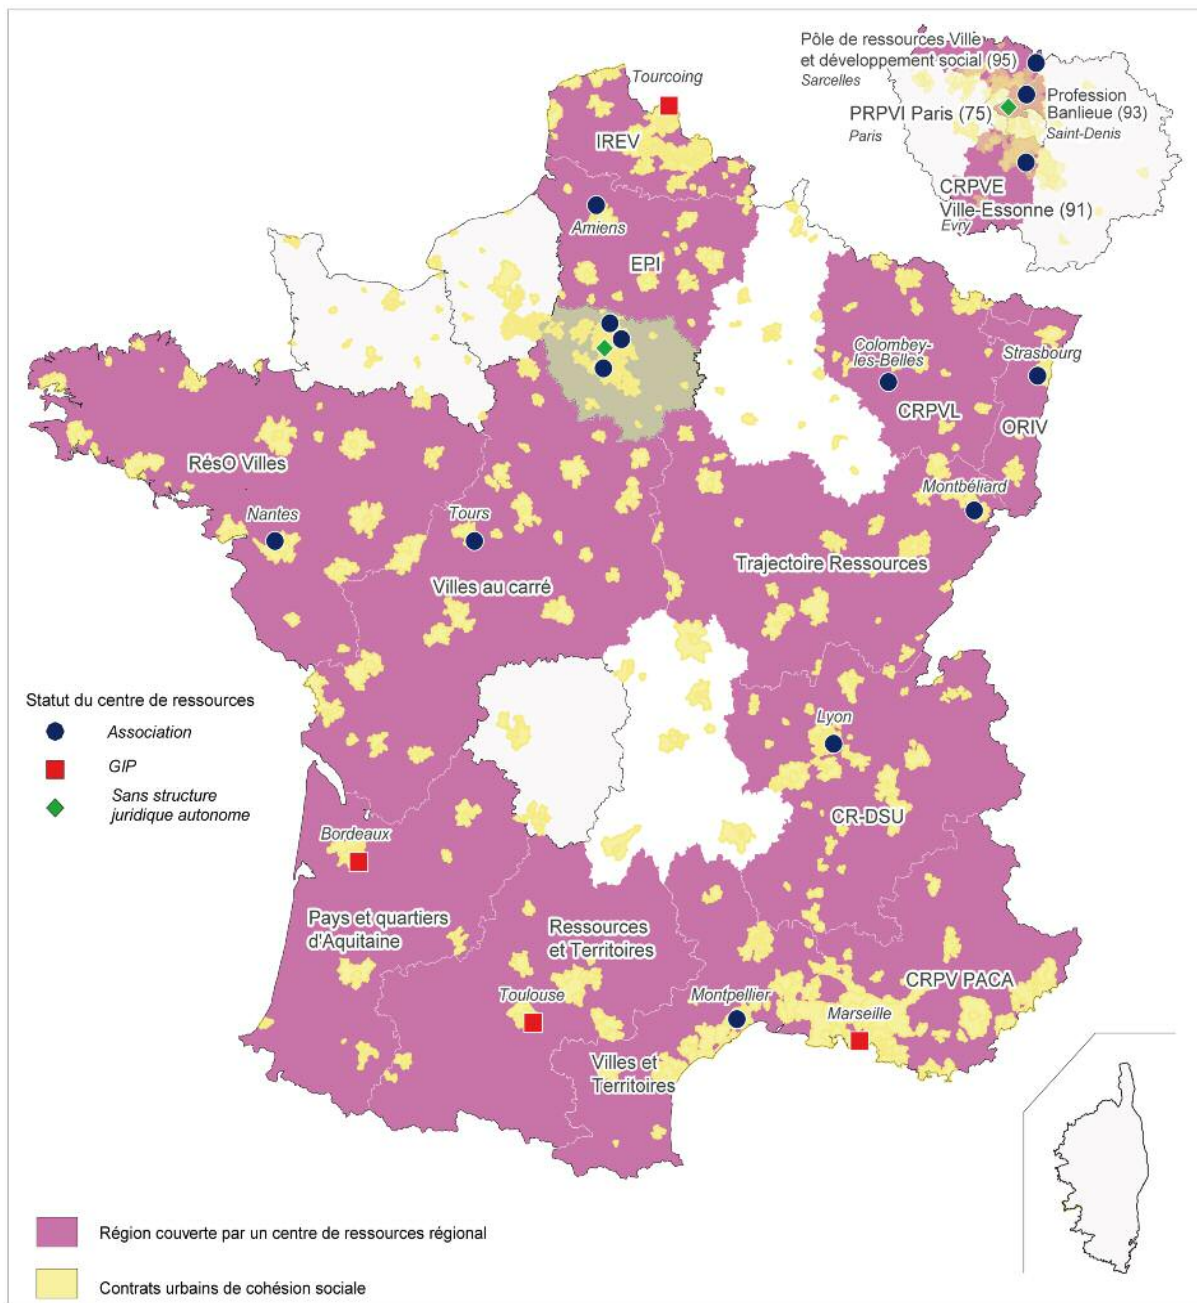 Pôle de ressources Ville
et développement social (95)
Sarcelles
Profession
Banlieue (93)
Saint-Denis
PRPVI Paris (75)
Paris
CRPVE
Ville-Essonne (91)
Evry
Tourcoing
IREV
Amiens
EPI
Colombey-
les-Belles
Strasbourg
CRPVL
ORIV
RésO Villes
Montbéliard
Nantes
Tours
Trajectoire Ressources
Villes au carré
Statut du centre de ressources
Association
GIP
Sans structure
juridique autonome
Lyon
CR-DSU
Bordeaux
Pays et quartiers
d'Aquitaine
Ressources
et Territoires
CRPV PACA
Toulouse
Montpellier
Marseille
Villes et
Territoires
Région couverte par un centre de ressources régional
Contrats urbains de cohésion sociale